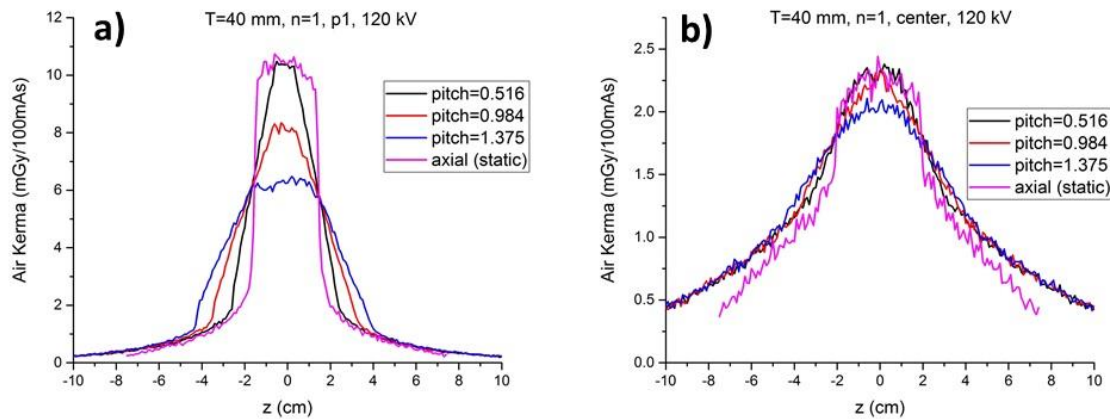 a)
T=40 mm, n=1, p1, 120 kV
Air Kerma (mGy/100mAs)
12
10
8
6
4
2
0
pitch=0.516
pitch=0.984
pitch=1.375
axial (static)
-10 -8 -6 -4 -2 0 2 4 6 8 10
z (cm)
b)
T=40 mm, n=1, center, 120 kV
Air Kerma (mGy/100mAs)
2.5
2.0
1.5
1.0
0.5
0.0
pitch=0.516
pitch=0.984
pitch=1.375
axial (static)
-10 -8 -6 -4 -2 0 2 4 6 8 10
z (cm)